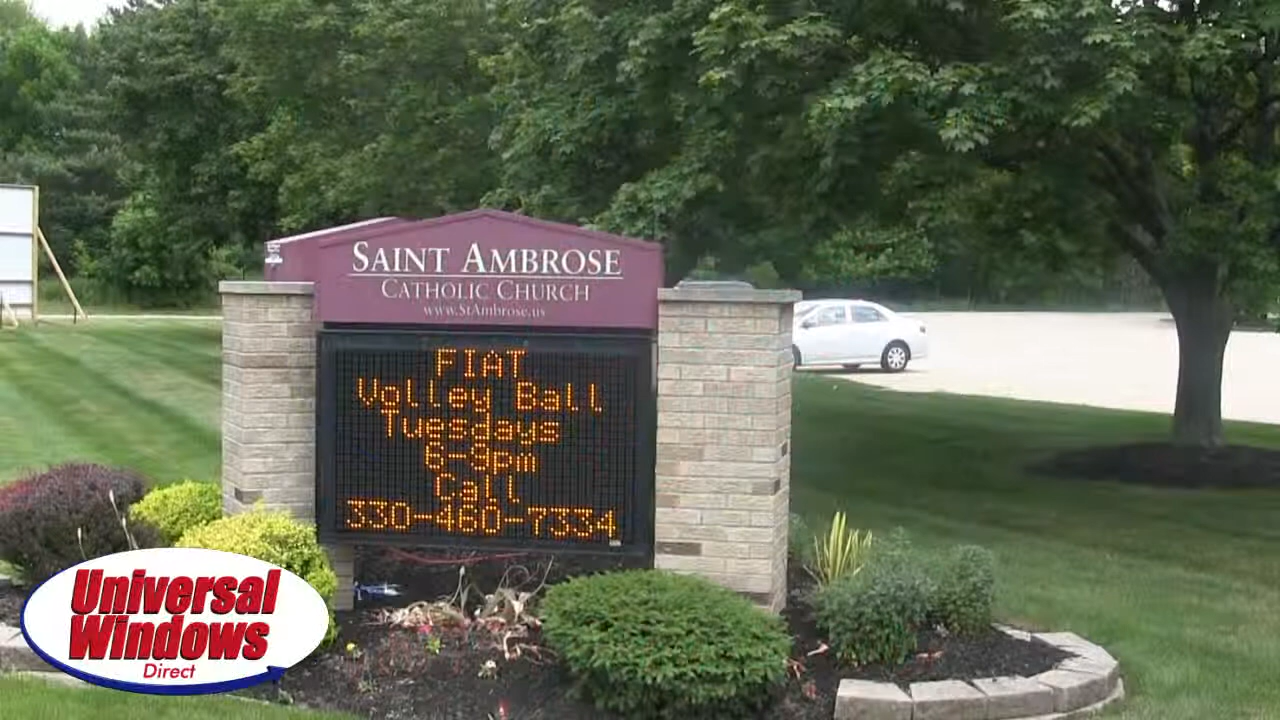 SAINT AMBROSE
CATHOLIC CHURCH
www.StAmbrose.us
FIAT
Volley Ball
Tuesdays
6-9pm
Call
330-460-7334
Universal
Windows
Direct